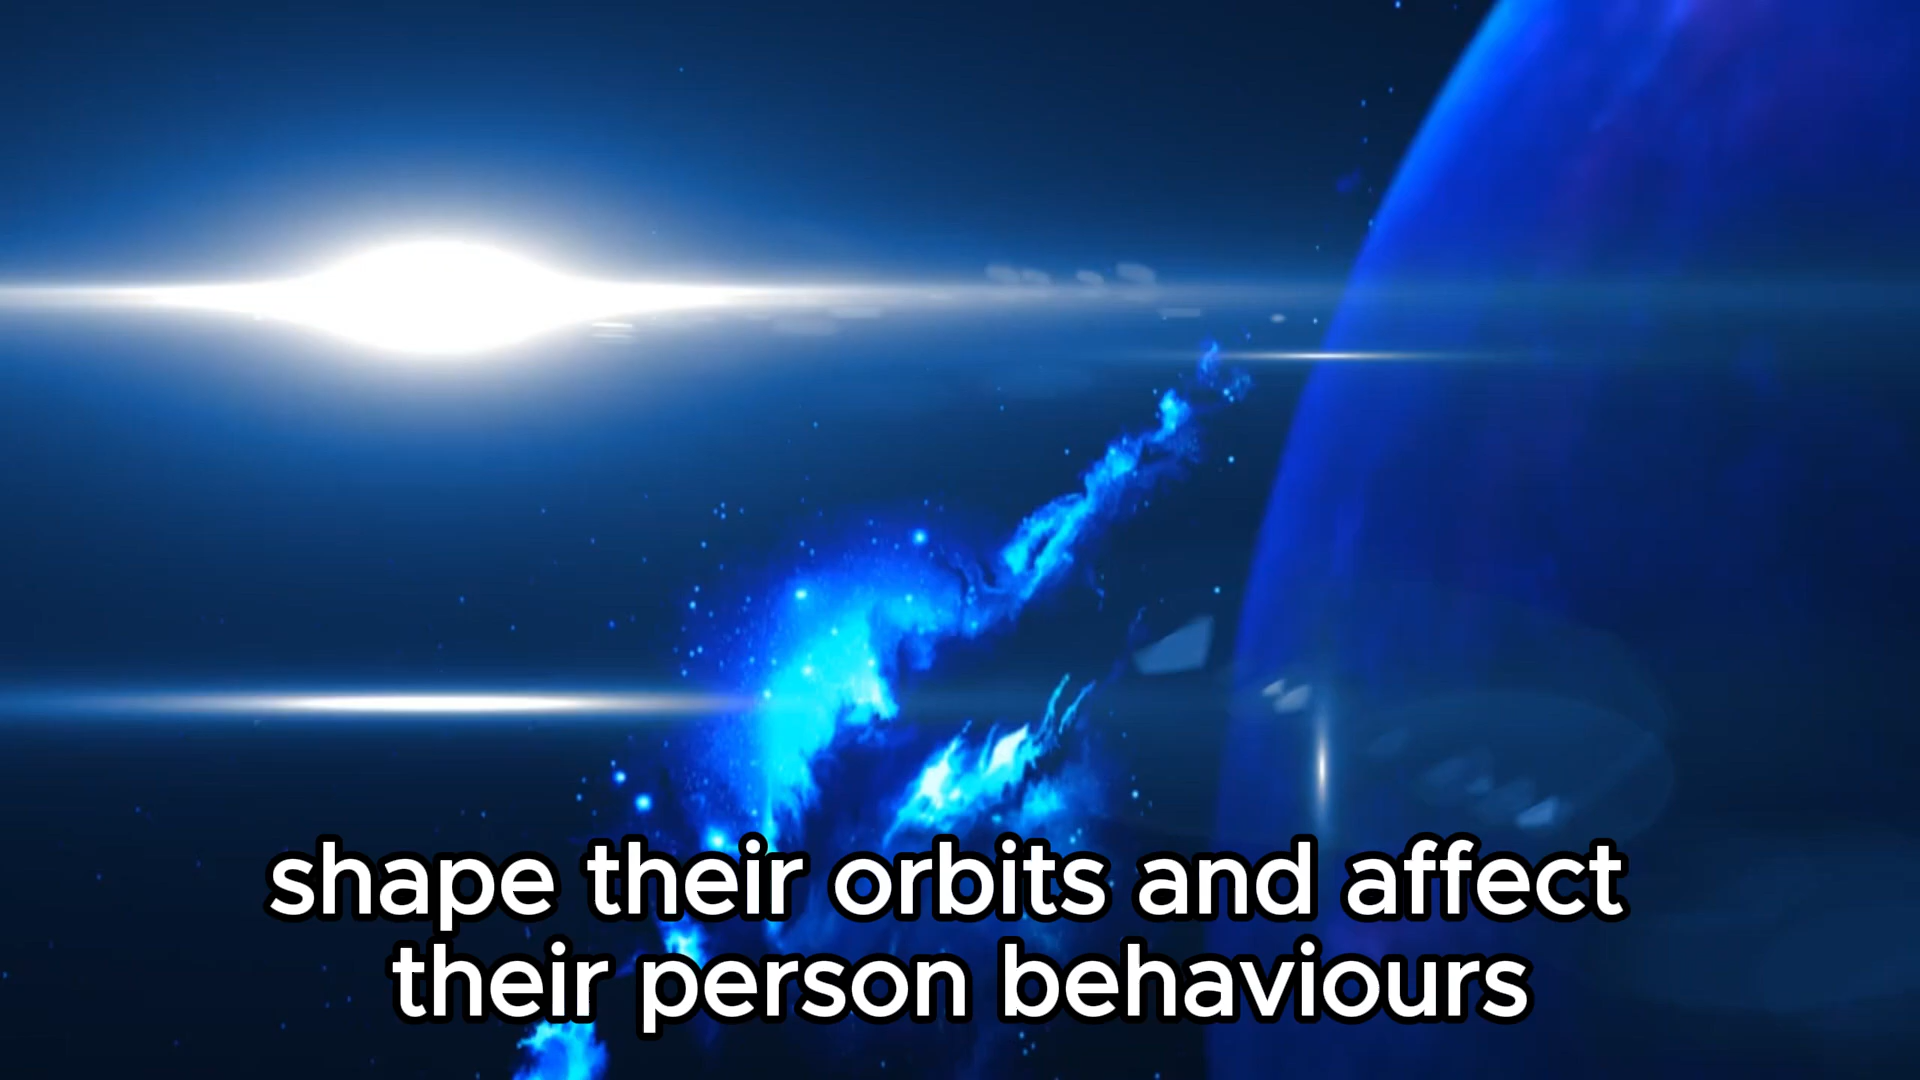 shape their orbits and affect
their person behaviours